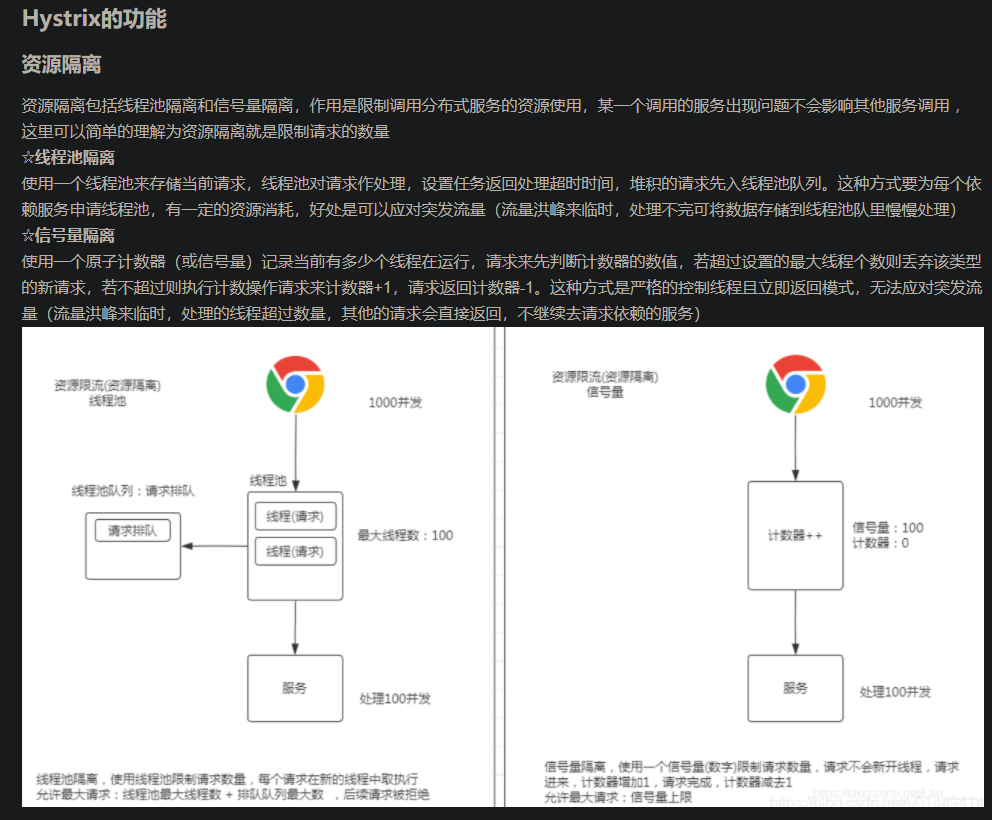 Hystrix的功能
资源隔离
资源隔离包括线程池隔离和信号量隔离，作用是限制调用分布式服务的资源使用，某一个调用的服务出现问题不会影响其他服务调用，
这里可以简单的理解为资源隔离就是限制请求的数量
☆线程池隔离
使用一个线程池来存储当前请求，线程池对请求作处理，设置任务返回处理超时时间，堆积的请求先入线程池队列。这种方式要为每个依
赖服务申请线程池，有一定的资源消耗，好处是可以应对突发流量（流量洪峰来临时，处理不完可将数据存储到线程池队里慢慢处理）
☆信号量隔离
使用一个原子计数器（或信号量）记录当前有多少个线程在运行，请求来先判断计数器的数值，若超过设置的最大线程个数则丢弃该类型
的新请求，若不超过则执行计数操作请求来计数器+1，请求返回计数器-1。这种方式是严格的控制线程且立即返回模式，无法应对突发流
量（流量洪峰来临时，处理的线程超过数量，其他的请求会直接返回，不继续去请求依赖的服务）
资源限流(资源隔离)
线程池
1000并发
线程池
线程池队列：请求排队
请求排队
线程(请求)
线程(请求)
最大线程数：100
服务
处理100并发
线程池隔离，使用线程池限制请求数量，每个请求在新的线程中取执行
允许最大请求：线程池最大线程数 + 排队队列最大数 ，后续请求被拒绝
资源限流(资源隔离)
信号量
1000并发
计数器++
信号量：100
计数器：0
服务
处理100并发
信号量隔离，使用一个信号量(数字)限制请求数量，请求不会新开线程，请求
进来，计数器增加1，请求完成，计数器减去1
允许最大请求：信号量上限